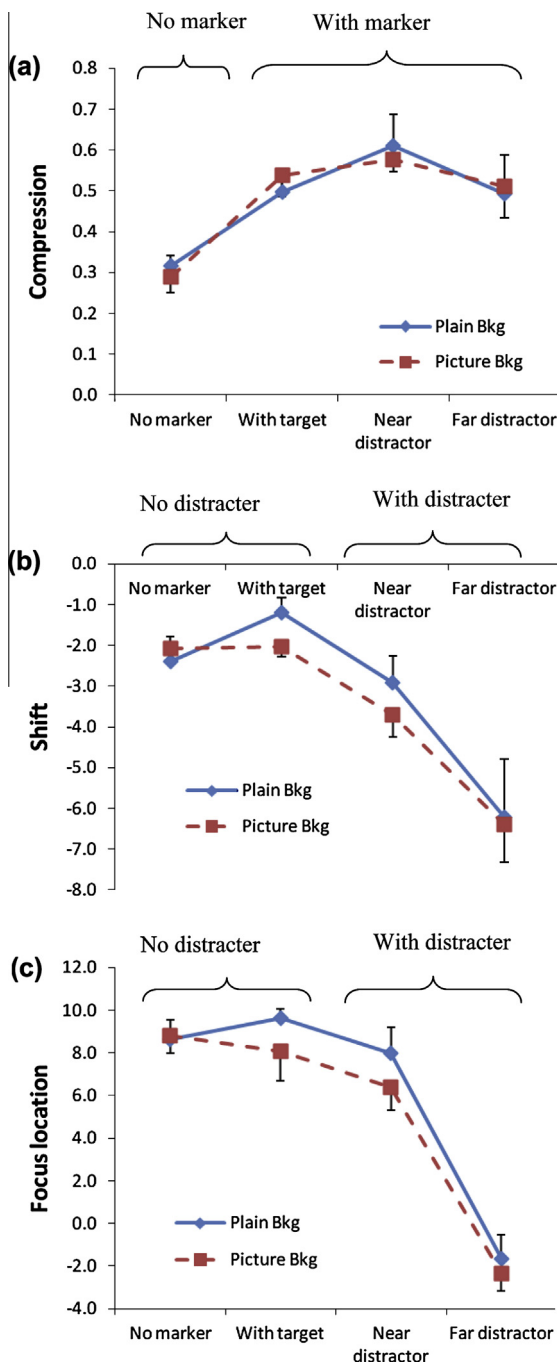 No marker With marker
(a)
0.8
0.7
0.6
0.5
0.4
0.3
0.2
0.1
0.0
Compression
Plain Bkg
Picture Bkg
No marker With target Near distractor Far distractor
No distracter With distracter
(b)
0.0
No marker With target Near distractor Far distractor
-1.0
-2.0
-3.0
-4.0
-5.0
-6.0
-7.0
-8.0
Shift
Plain Bkg
Picture Bkg
No distracter With distracter
(c)
12.0
10.0
8.0
6.0
4.0
2.0
0.0
-2.0
-4.0
Focus location
Plain Bkg
Picture Bkg
No marker With target Near distractor Far distractor